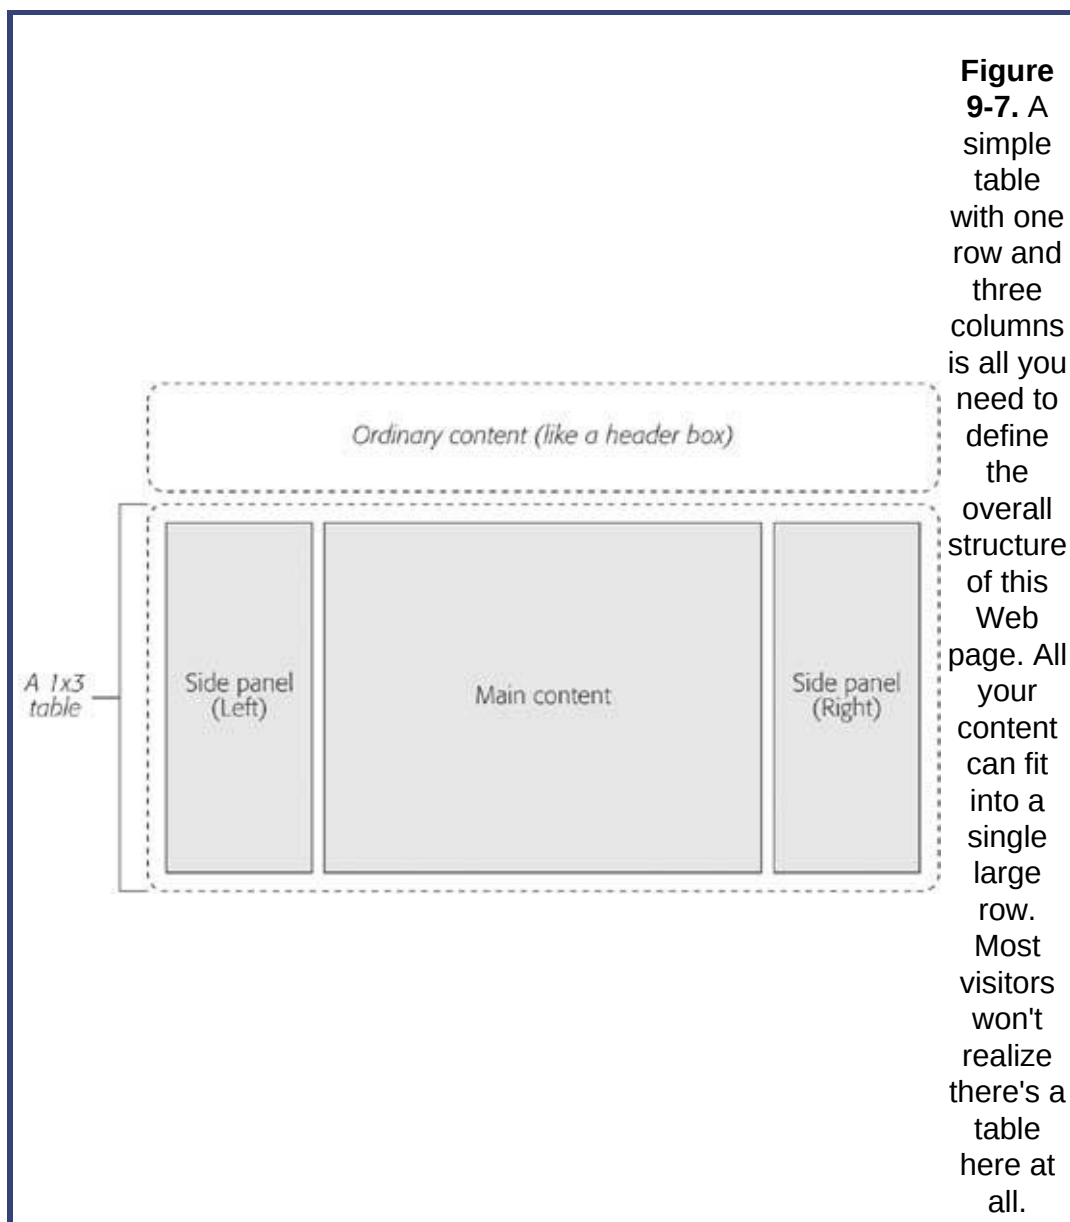 Ordinary content (like a header box)
A 1x3
table
Side panel
(Left)
Main content
Side panel
(Right)
Figure
9-7. A
simple
table
with one
row and
three
columns
is all you
need to
define
the
overall
structure
of this
Web
page. All
your
content
can fit
into a
single
large
row.
Most
visitors
won't
realize
there's a
table
here at
all.